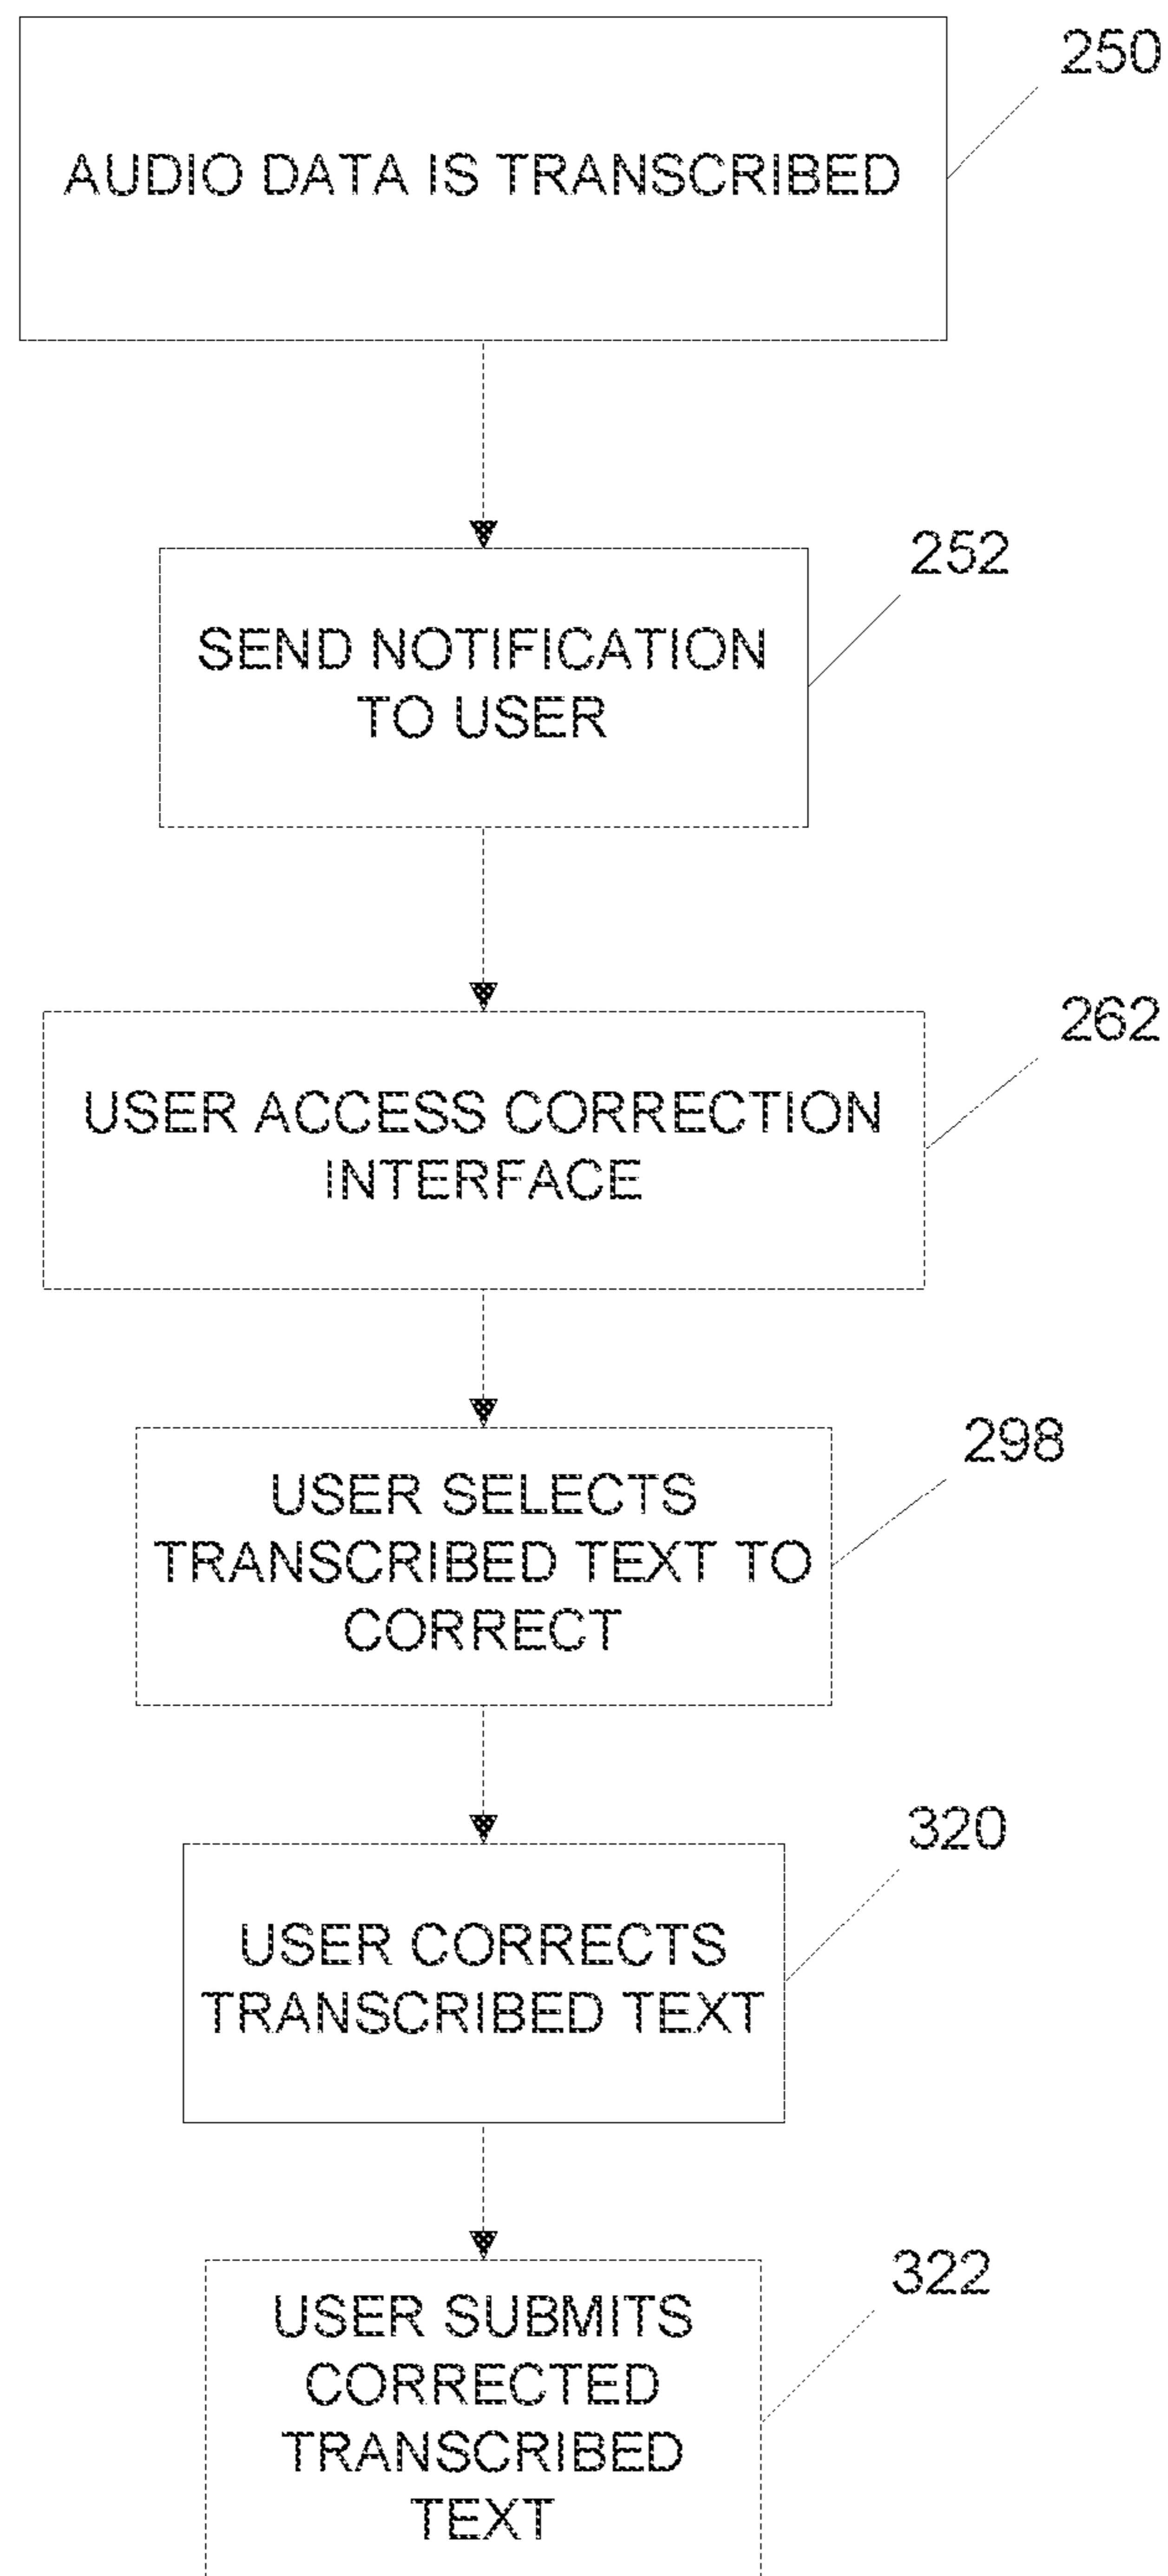 250
AUDIO DATA IS TRANSCRIBED
252
SEND NOTIFICATION
TO USER
262
USER ACCESS CORRECTION
INTERFACE
298
USER SELECTS
TRANSCRIBED TEXT TO
CORRECT
320
USER CORRECTS
TRANSCRIBED TEXT
322
USER SUBMITS
CORRECTED
TRANSCRIBED
TEXT